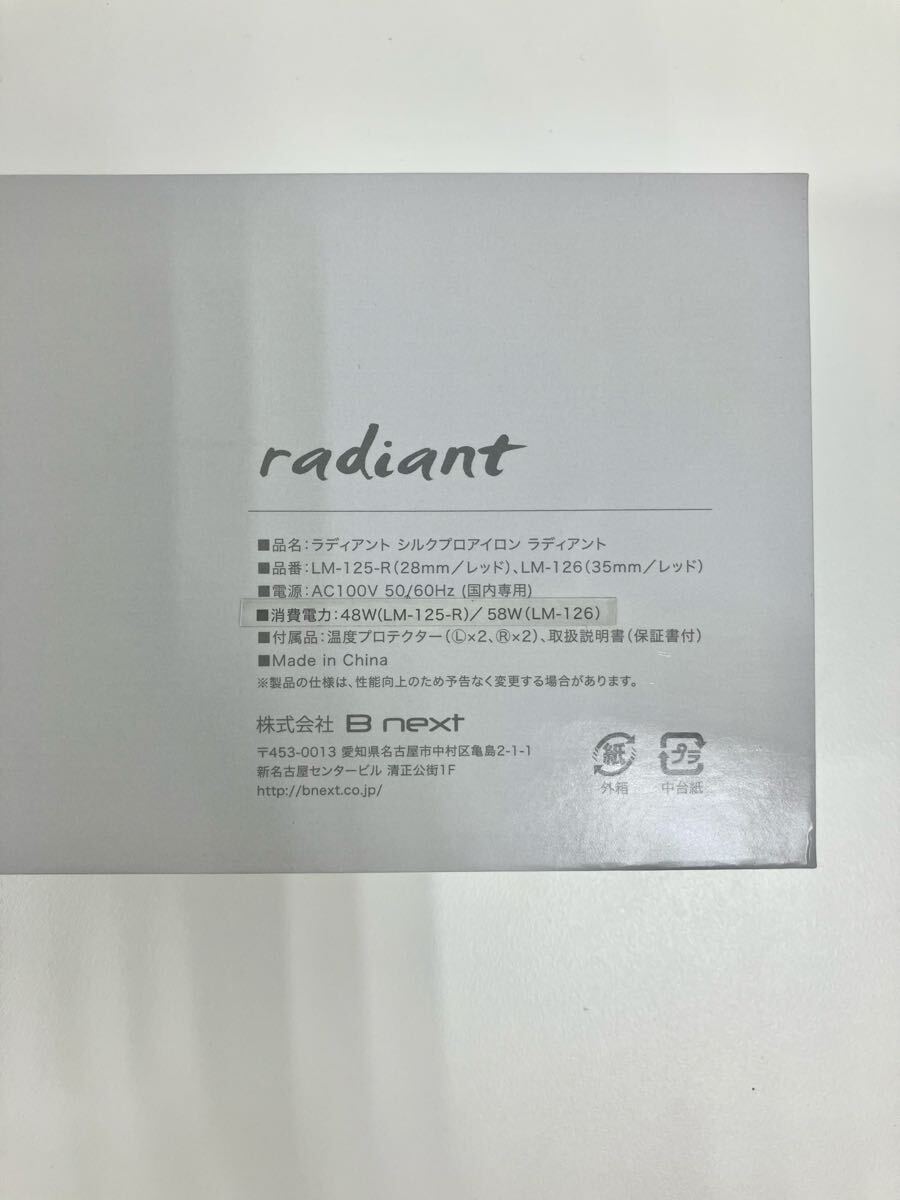 radiant
■品名：ラディアント シルクプロアイロン ラディアント
■品番：LM-125-R（28mm／レッド）、LM-126（35mm／レッド）
■電源：AC100V 50/60Hz (国内専用)
■消費電力：48W(LM-125-R)／58W（LM-126）
■付属品：温度プロテクター（Ⓛ×2、Ⓡ×2）、取扱説明書（保証書付）
■Made in China
※製品の仕様は、性能向上のため予告なく変更する場合があります。
株式会社 B next
〒453-0013 愛知県名古屋市中村区亀島2-1-1
新名古屋センタービル 清正公街1F
http://bnext.co.jp/
紙 プラ
外箱 中台紙